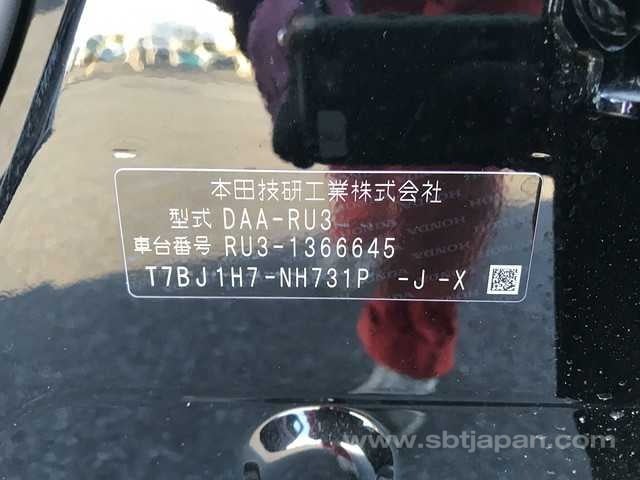 本田技研工業株式会社
型式 DAA-RU3
車台番号 RU3-1366645
T7BJ1H7-NH731P -J -X
www.sbtjapan.com